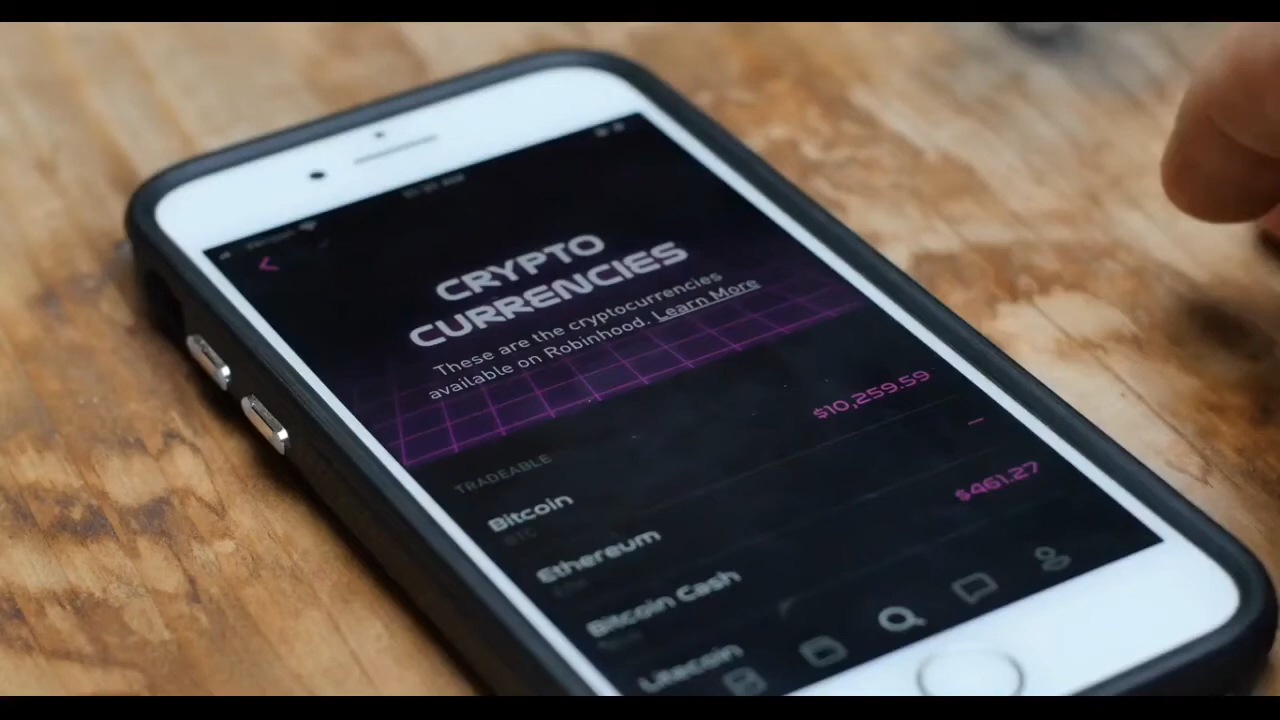 CRYPTO
CURRENCIES
These are the cryptocurrencies
available on Robinhood. Learn More
TRADEABLE
Bitcoin $10,259.59
BTC
Ethereum –
Bitcoin Cash $461.27
Litecoin